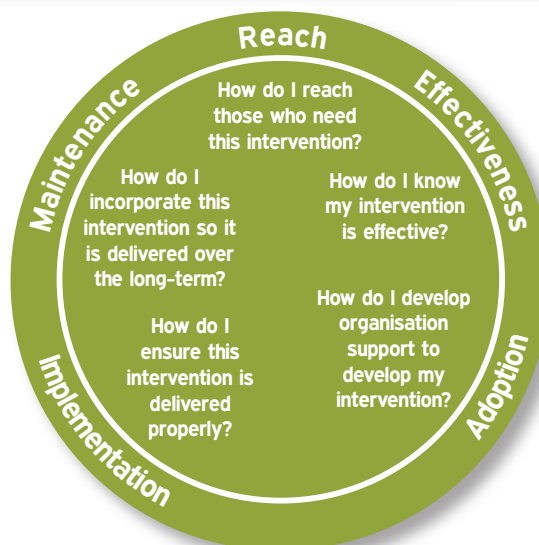 Reach
How do I reach
those who need
this intervention?
Effectiveness
How do I know
my intervention
is effective?
Adoption
How do I develop
organisation
support to
develop my
intervention?
Implementation
How do I
ensure this
intervention is
delivered
properly?
Maintenance
How do I
incorporate this
intervention so it
is delivered over
the long-term?